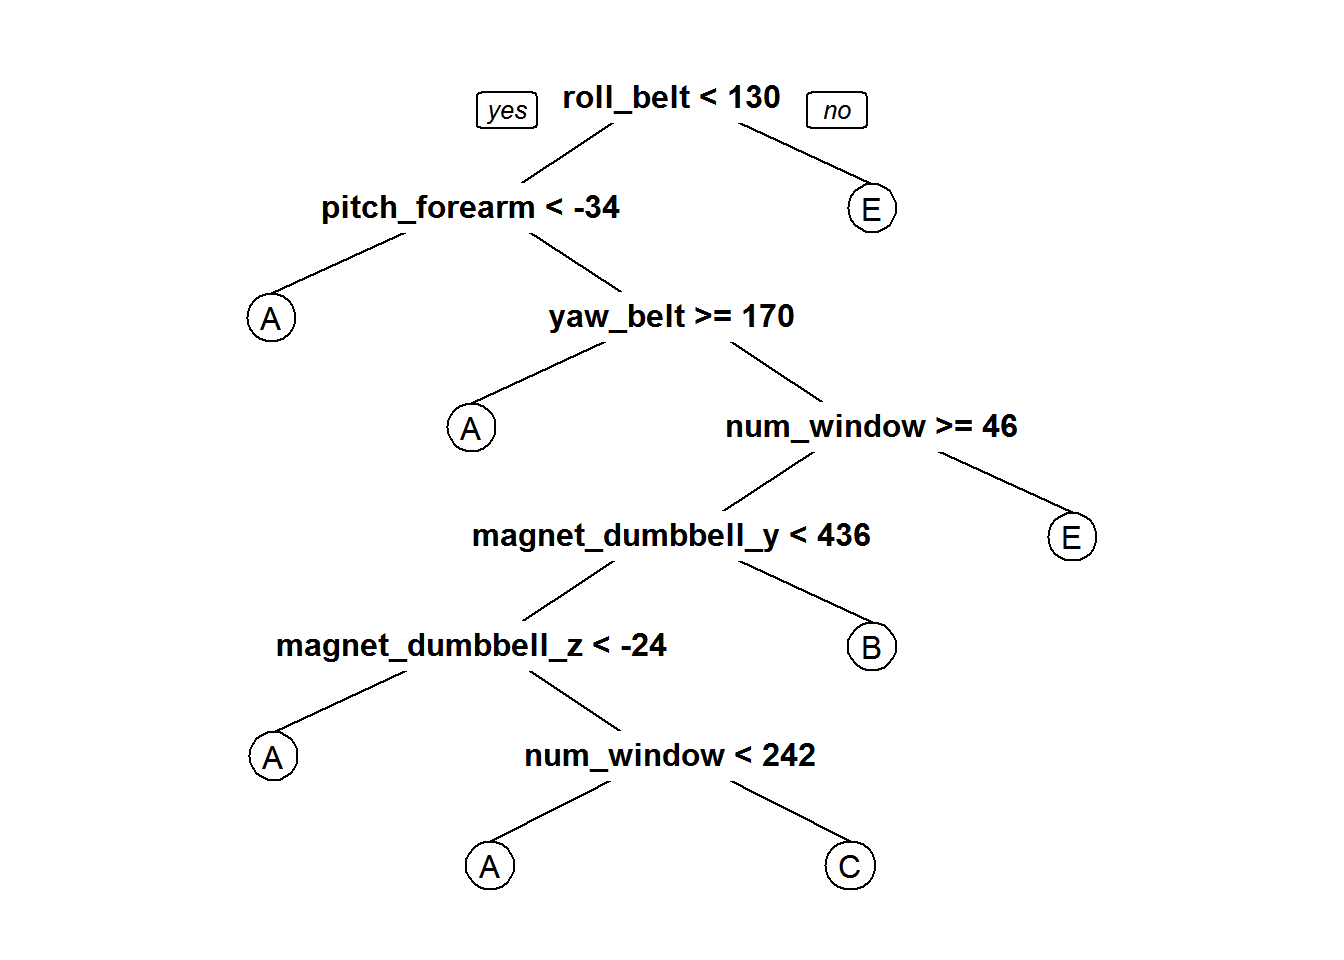 yes roll_belt < 130 no
pitch_forearm < -34
E
A
yaw_belt >= 170
A
num_window >= 46
magnet_dumbbell_y < 436
E
magnet_dumbbell_z < -24
B
A
num_window < 242
A
C